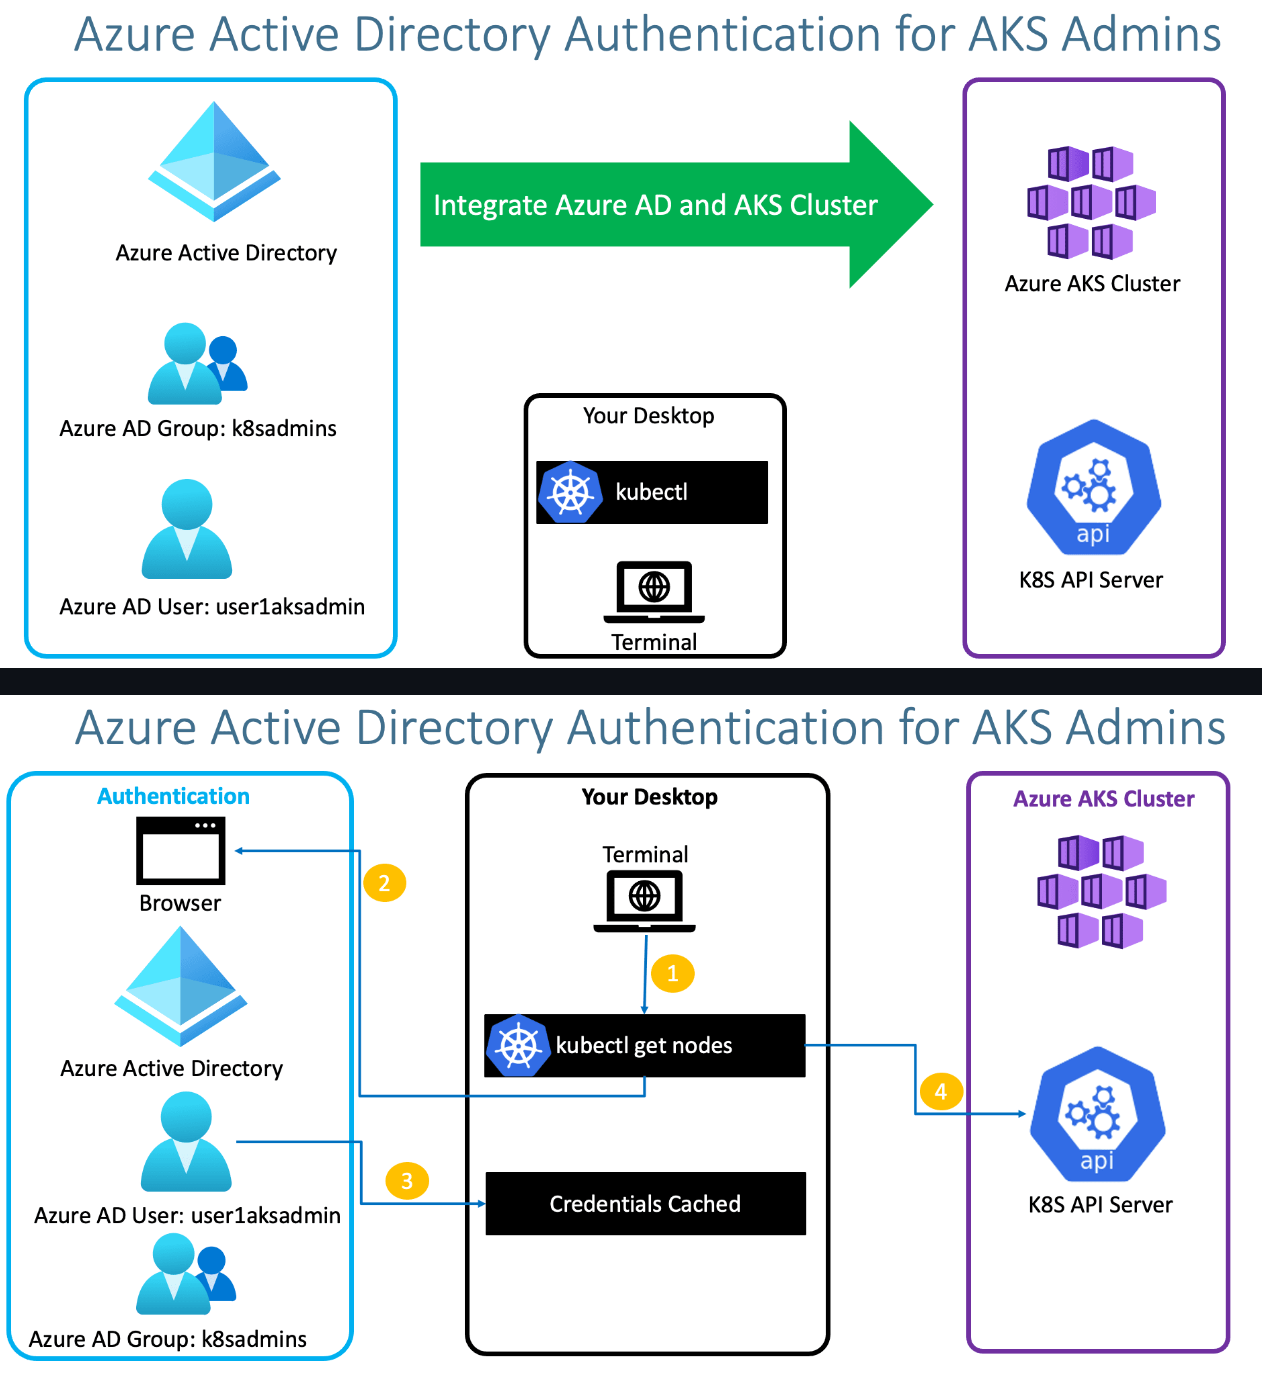 Azure Active Directory Authentication for AKS Admins
Azure Active Directory
Azure AD Group: k8sadmins
Azure AD User: user1aksadmin
Integrate Azure AD and AKS Cluster
Your Desktop
kubectl
Terminal
Azure AKS Cluster
api
K8S API Server
Azure Active Directory Authentication for AKS Admins
Authentication
Browser
Azure Active Directory
Azure AD User: user1aksadmin
Azure AD Group: k8sadmins
2
3
Your Desktop
Terminal
1
kubectl get nodes
Credentials Cached
4
Azure AKS Cluster
api
K8S API Server